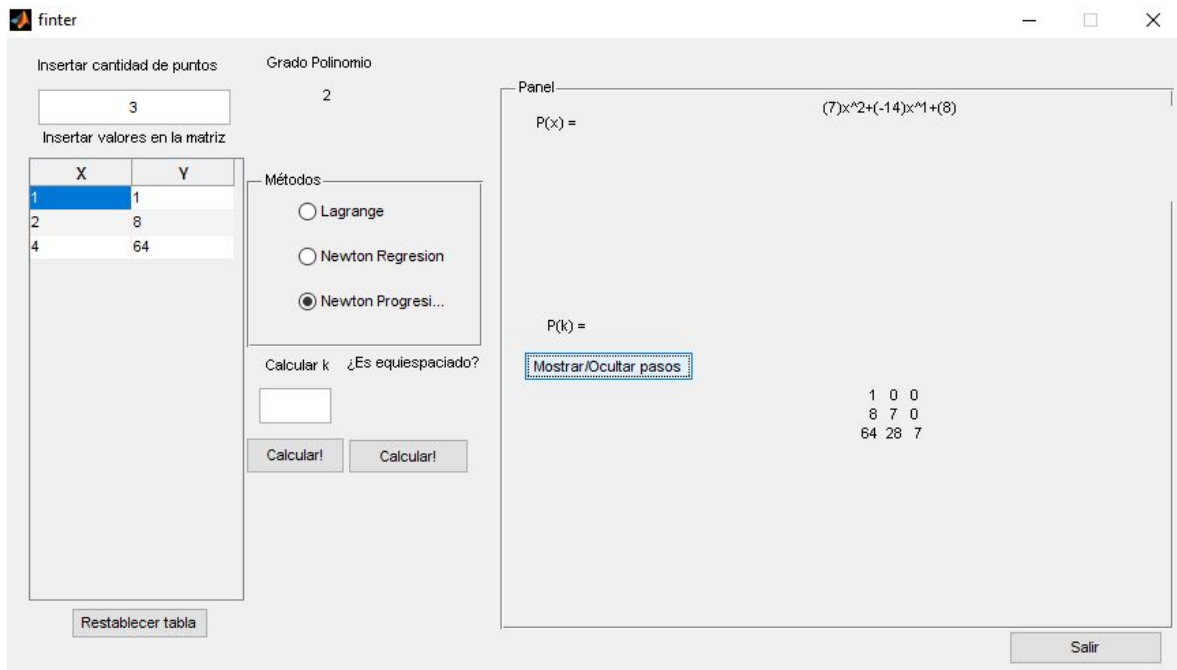 finter
Insertar cantidad de puntos
3
Insertar valores en la matriz
X Y
1 1
2 8
4 64
Restablecer tabla
Grado Polinomio
2
Métodos
Lagrange
Newton Regresion
Newton Progresi...
Calcular k
¿Es equiespaciado?
Calcular!
Calcular!
Panel
P(x) =
(7)x^2+(-14)x^1+(8)
P(k) =
Mostrar/Ocultar pasos
1 0 0
8 7 0
64 28 7
Salir